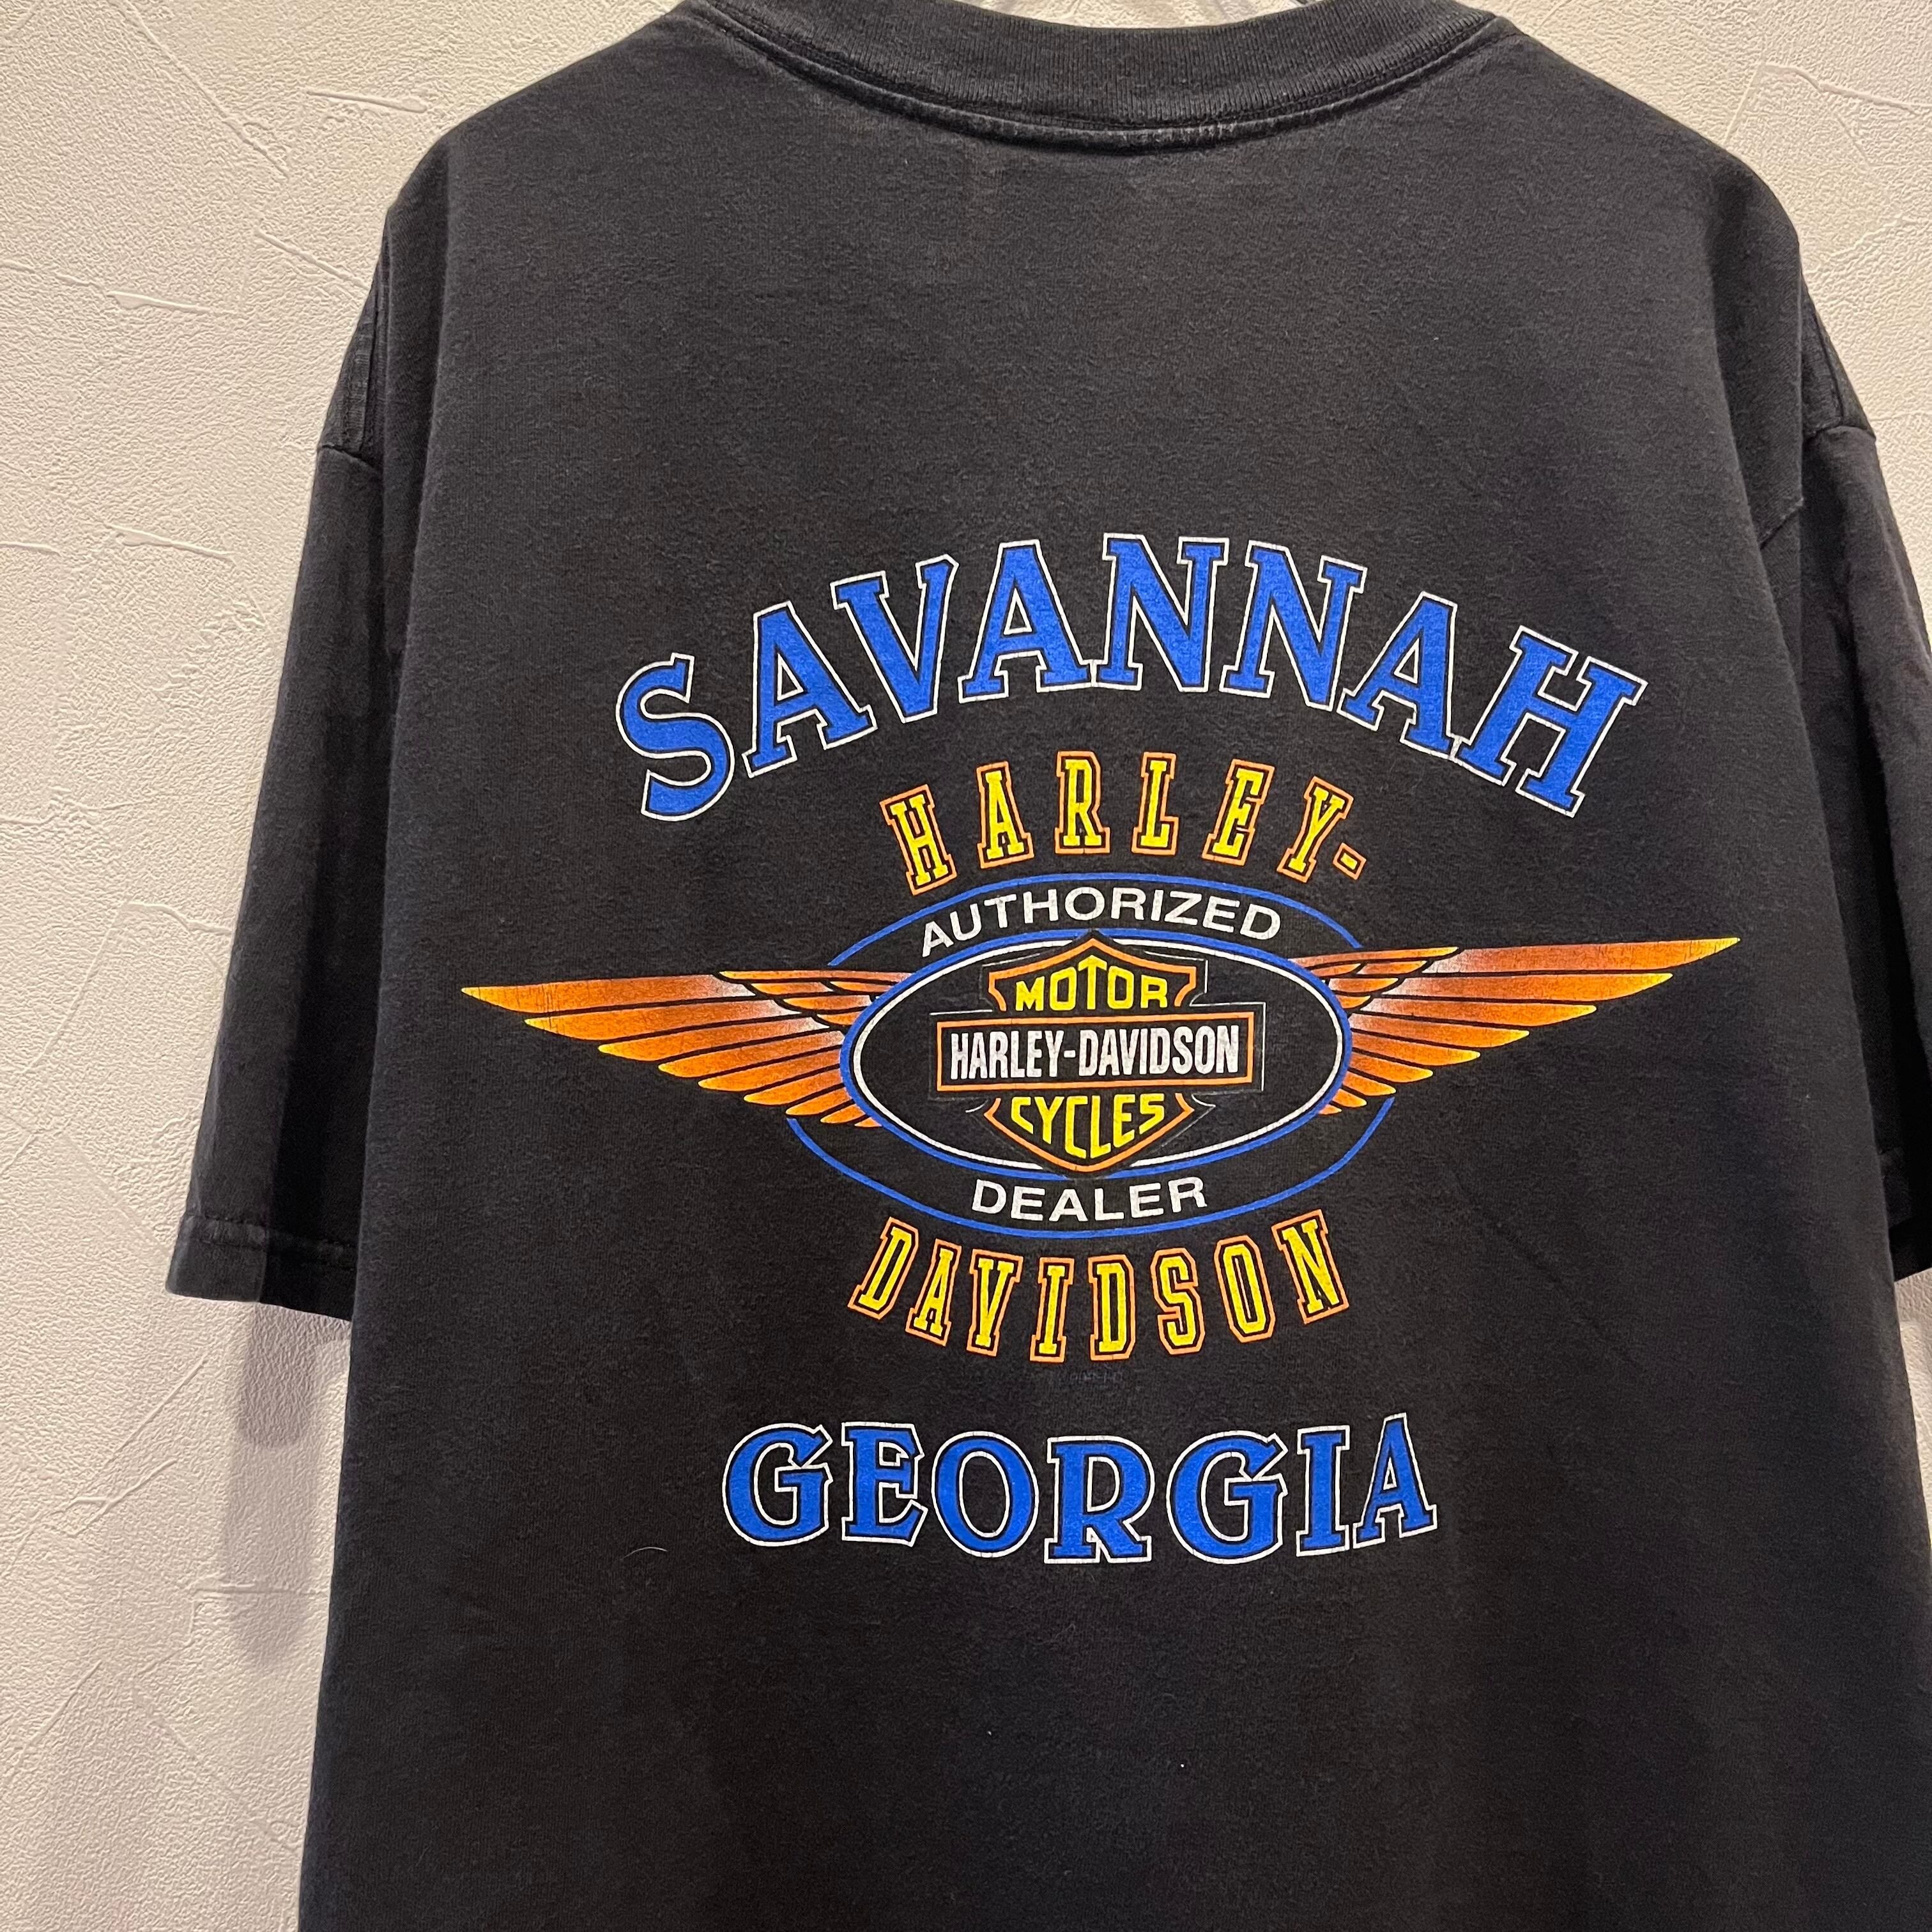 SAVANNAH
HARLEY-
AUTHORIZED
MOTOR
HARLEY-DAVIDSON
CYCLES
DEALER
DAVIDSON
GEORGIA